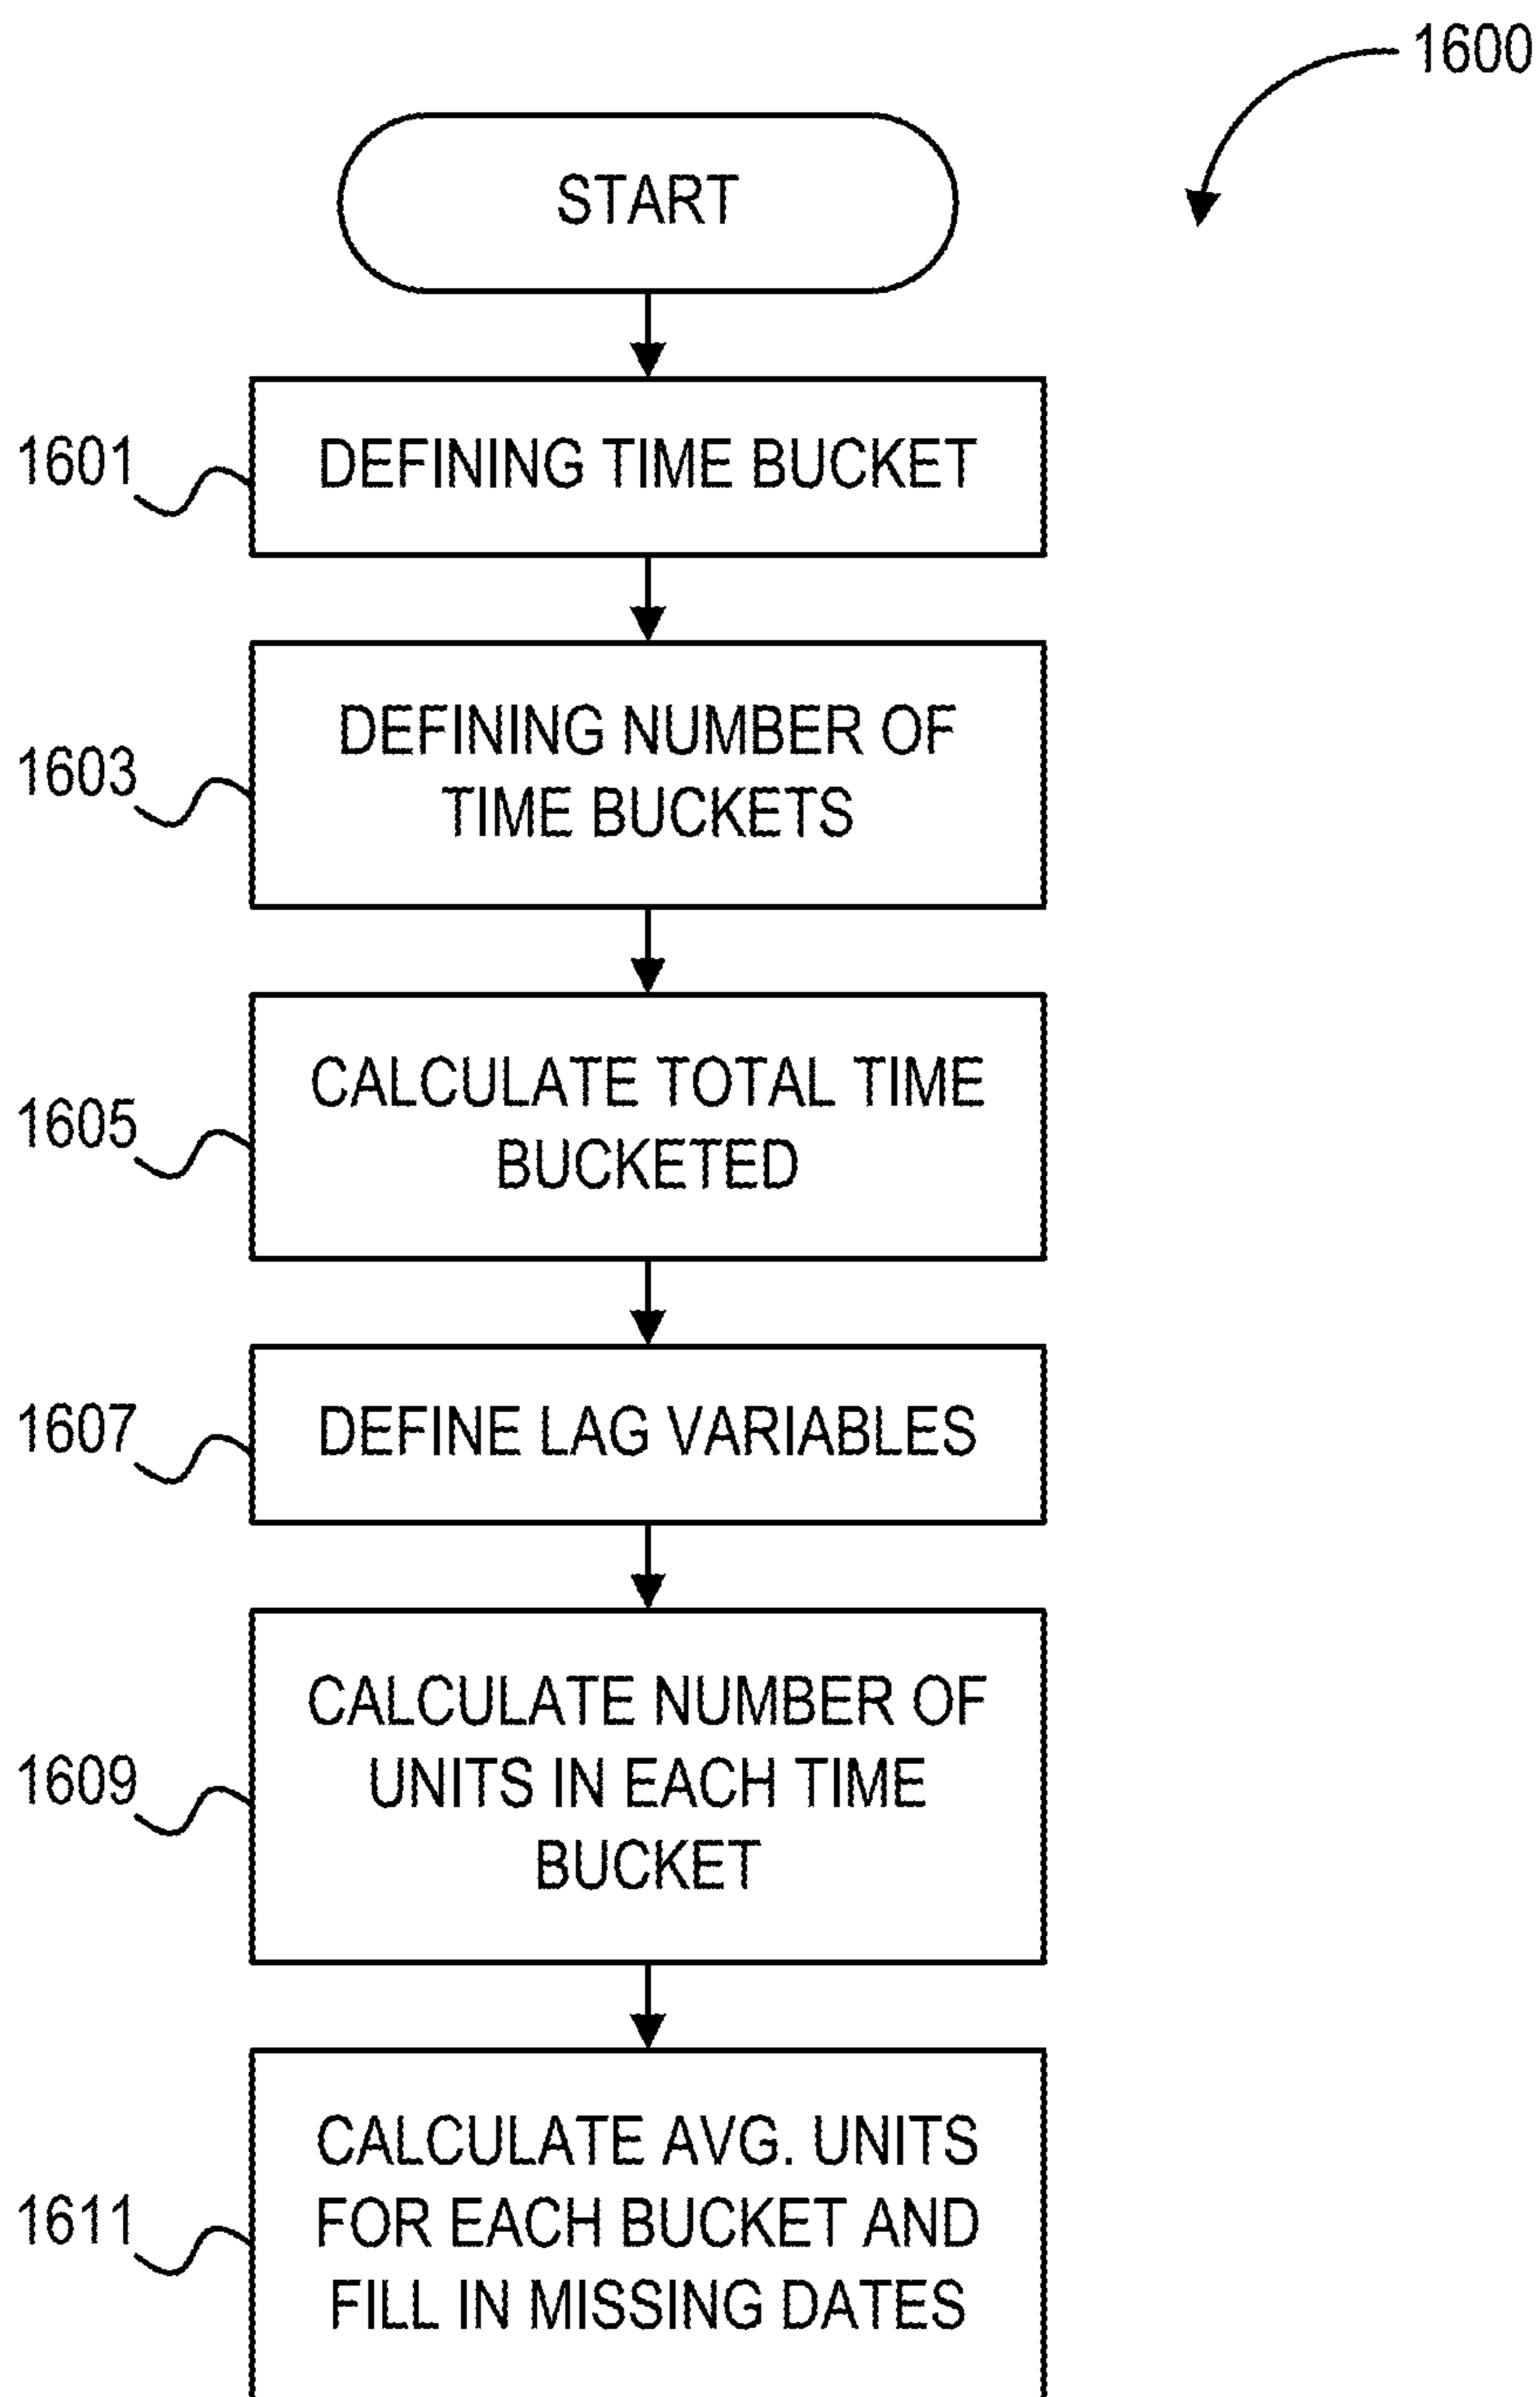 1600
START
1601
DEFINING TIME BUCKET
1603
DEFINING NUMBER OF
TIME BUCKETS
1605
CALCULATE TOTAL TIME
BUCKETED
1607
DEFINE LAG VARIABLES
1609
CALCULATE NUMBER OF
UNITS IN EACH TIME
BUCKET
1611
CALCULATE AVG. UNITS
FOR EACH BUCKET AND
FILL IN MISSING DATES